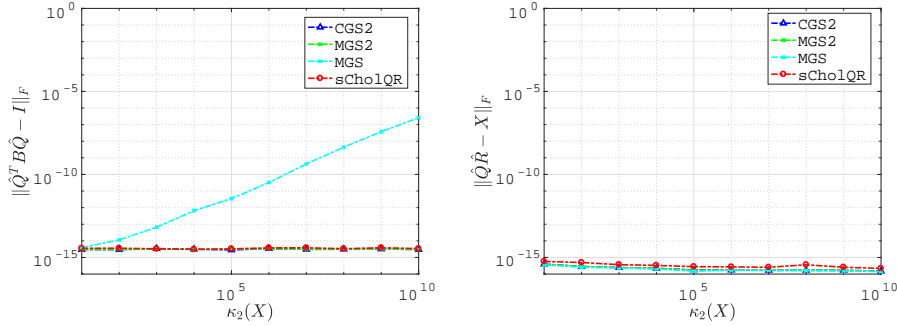 10^0
10^-5
10^-10
10^-15
‖Q̂^T B Q̂ − I‖_F
CGS2
MGS2
MGS
sCholQR
10^5
10^10
κ_2(X)
10^0
10^-5
10^-10
10^-15
‖Q̂R̂ − X‖_F
CGS2
MGS2
MGS
sCholQR
10^5
10^10
κ_2(X)